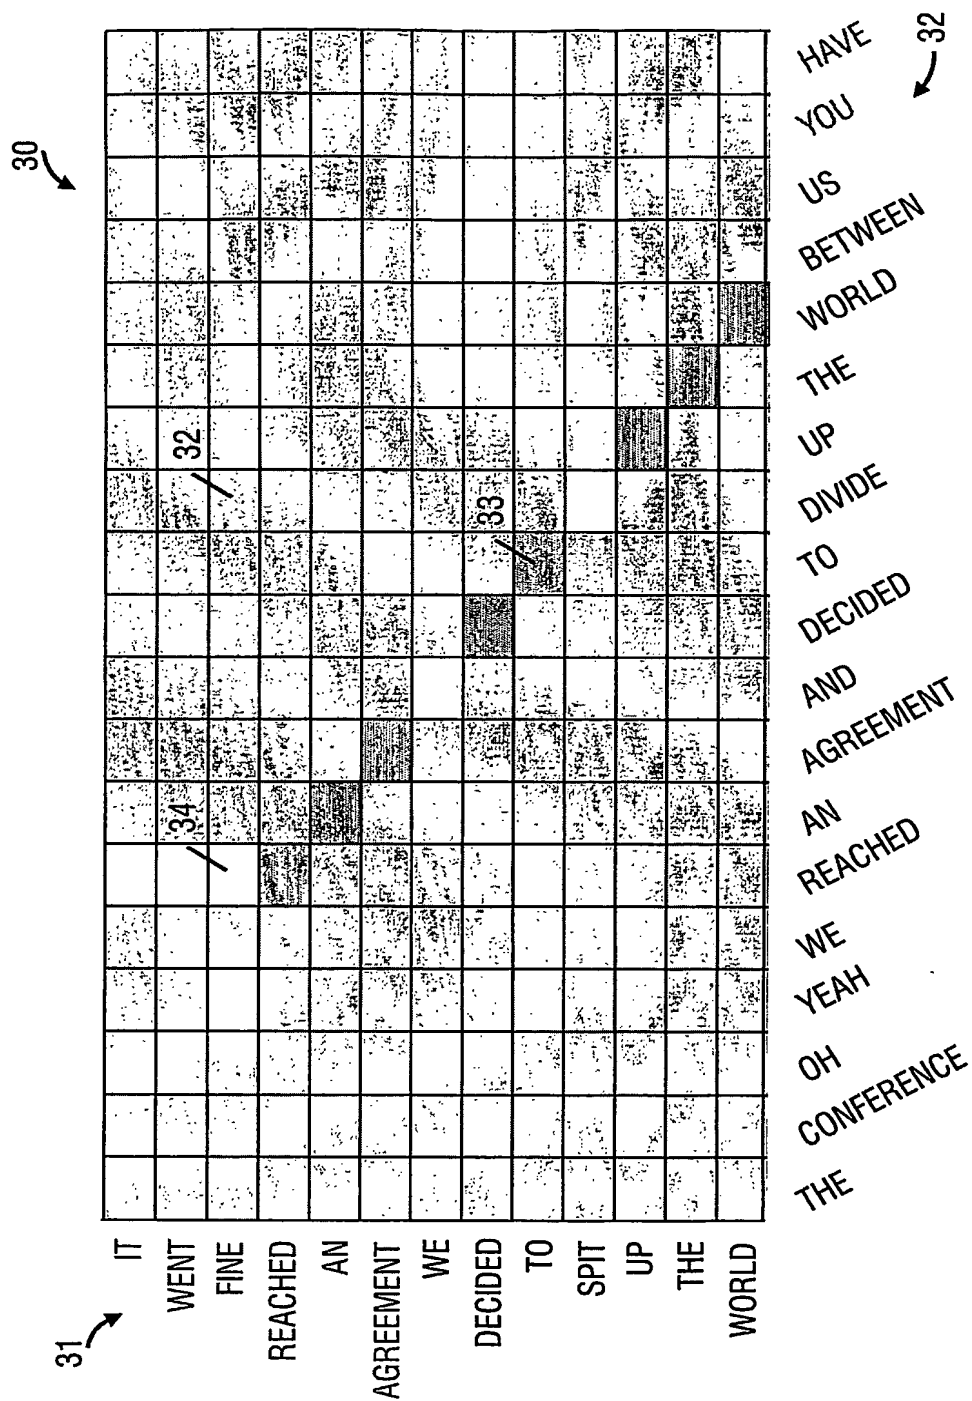 30
31
IT
WENT
FINE
REACHED
AN
AGREEMENT
WE
DECIDED
TO
SPIT
UP
THE
WORLD
32
33
34
THE
CONFERENCE
OH
YEAH
WE
REACHED
AN
AGREEMENT
AND
DECIDED
TO
DIVIDE
UP
THE
WORLD
BETWEEN
US
YOU
HAVE
32